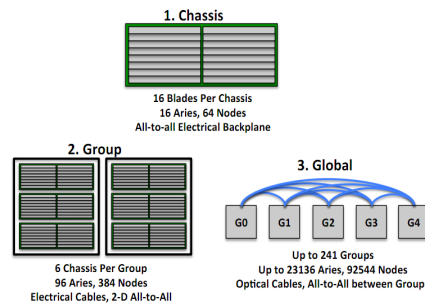 1. Chassis
16 Blades Per Chassis
16 Aries, 64 Nodes
All-to-all Electrical Backplane
2. Group
6 Chassis Per Group
96 Aries, 384 Nodes
Electrical Cables, 2-D All-to-All
3. Global
G0 G1 G2 G3 G4
Up to 241 Groups
Up to 23136 Aries, 92544 Nodes
Optical Cables, All-to-All between Group